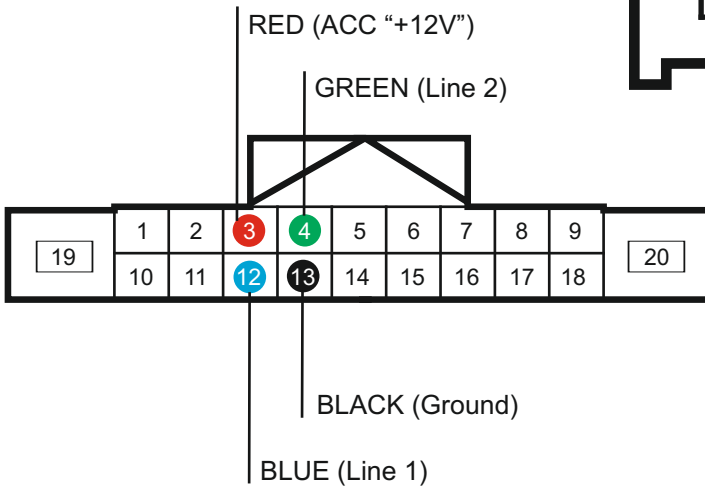 RED (ACC “+12V”)
GREEN (Line 2)
1 2 3 4 5 6 7 8 9
19 20
10 11 12 13 14 15 16 17 18
BLACK (Ground)
BLUE (Line 1)